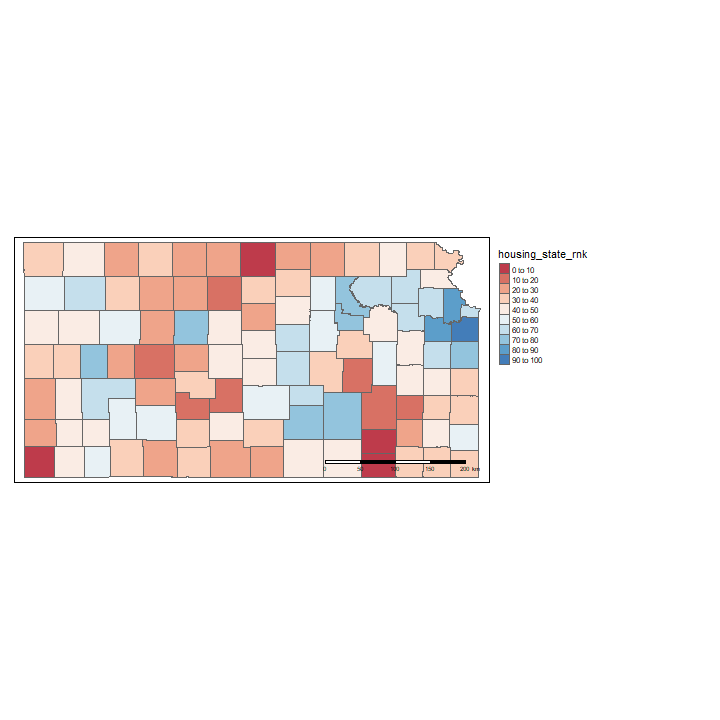 housing_state_rnk
0 to 10
10 to 20
20 to 30
30 to 40
40 to 50
50 to 60
60 to 70
70 to 80
80 to 90
90 to 100
0 50 100 150 200 km